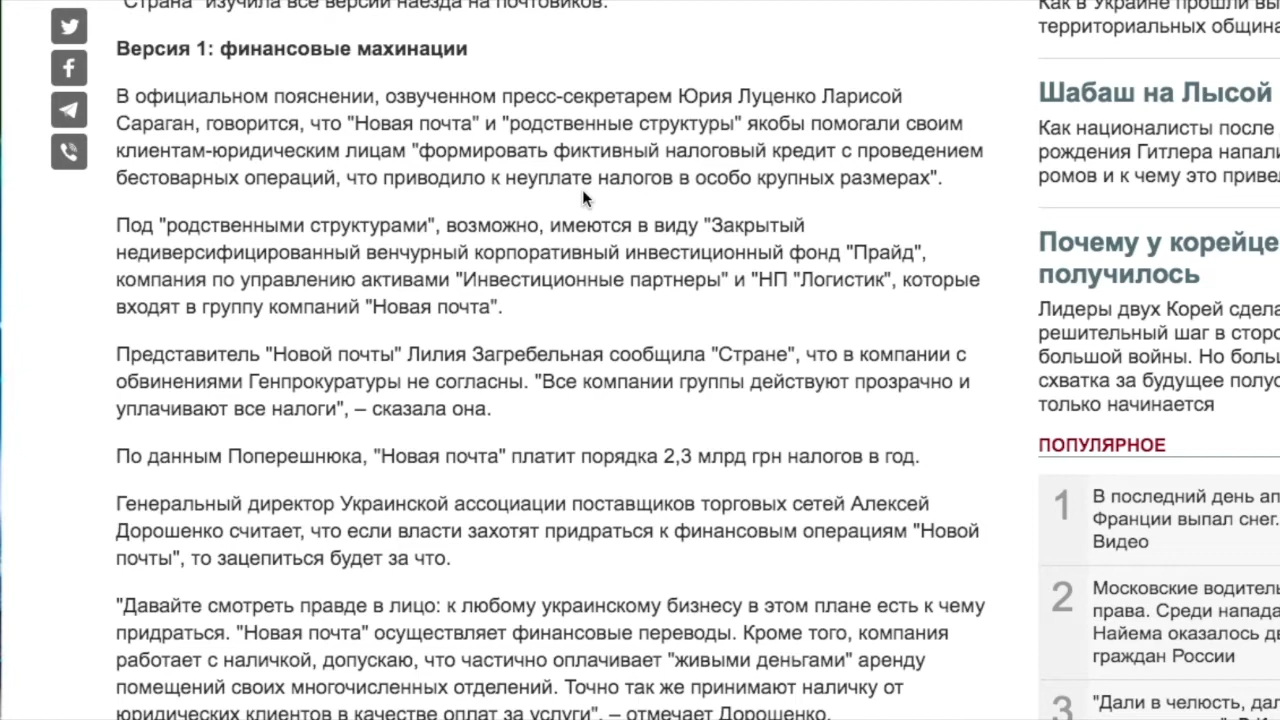 "Страна" изучила все версии наезда на почтовиков.
Версия 1: финансовые махинации
В официальном пояснении, озвученном пресс-секретарем Юрия Луценко Ларисой
Сараган, говорится, что "Новая почта" и "родственные структуры" якобы помогали своим
клиентам-юридическим лицам "формировать фиктивный налоговый кредит с проведением
бестоварных операций, что приводило к неуплате налогов в особо крупных размерах".
Под "родственными структурами", возможно, имеются в виду "Закрытый
недиверсифицированный венчурный корпоративный инвестиционный фонд "Прайд",
компания по управлению активами "Инвестиционные партнеры" и "НП "Логистик", которые
входят в группу компаний "Новая почта".
Представитель "Новой почты" Лилия Загребельная сообщила "Стране", что в компании с
обвинениями Генпрокуратуры не согласны. "Все компании группы действуют прозрачно и
уплачивают все налоги", – сказала она.
По данным Поперешнюка, "Новая почта" платит порядка 2,3 млрд грн налогов в год.
Генеральный директор Украинской ассоциации поставщиков торговых сетей Алексей
Дорошенко считает, что если власти захотят придраться к финансовым операциям "Новой
почты", то зацепиться будет за что.
"Давайте смотреть правде в лицо: к любому украинскому бизнесу в этом плане есть к чему
придраться. "Новая почта" осуществляет финансовые переводы. Кроме того, компания
работает с наличкой, допускаю, что частично оплачивает "живыми деньгами" аренду
помещений своих многочисленных отделений. Точно так же принимают наличку от
юридических клиентов в качестве оплат за услуги", – отмечает Дорошенко.
Как в Украине прошли вы
территориальных община
Шабаш на Лысой
Как националисты после
рождения Гитлера напали
ромов и к чему это приве
Почему у корейце
получилось
Лидеры двух Корей сдела
решительный шаг в сторо
большой войны. Но боль
схватка за будущее полу
только начинается
ПОПУЛЯРНОЕ
1
В последний день ап
Франции выпал снег.
Видео
2
Московские водитель
права. Среди напада
Найема оказалось д
граждан России
3
"Дали в челюсть, дал